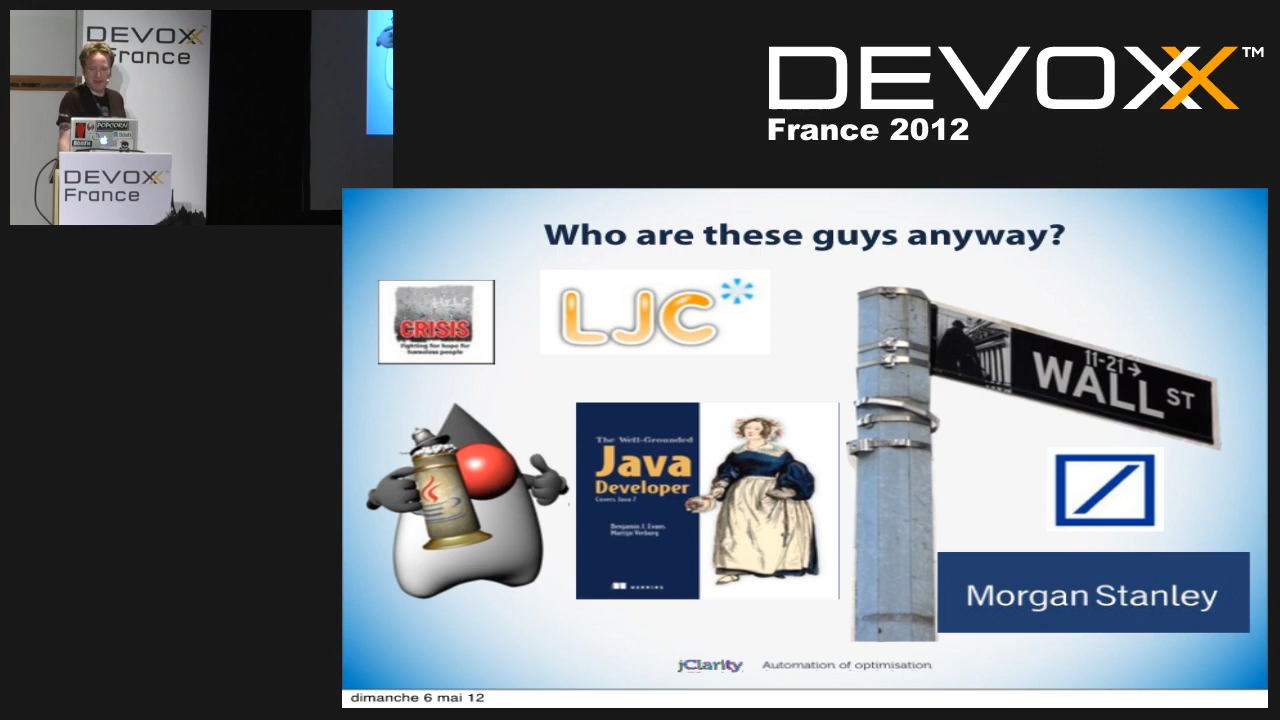 DEVOXX
France
POPCORN
DEVOXX
France
DEVOXX™
France 2012
Who are these guys anyway?
HELP
CRISIS
Fighting for hope for
homeless people
LJC*
11-21→
WALL ST
The Well-Grounded
Java
Developer
Covers Java 7
Benjamin J. Evans
Martijn Verburg
MANNING
Morgan Stanley
jClarity Automation of optimisation
dimanche 6 mai 12